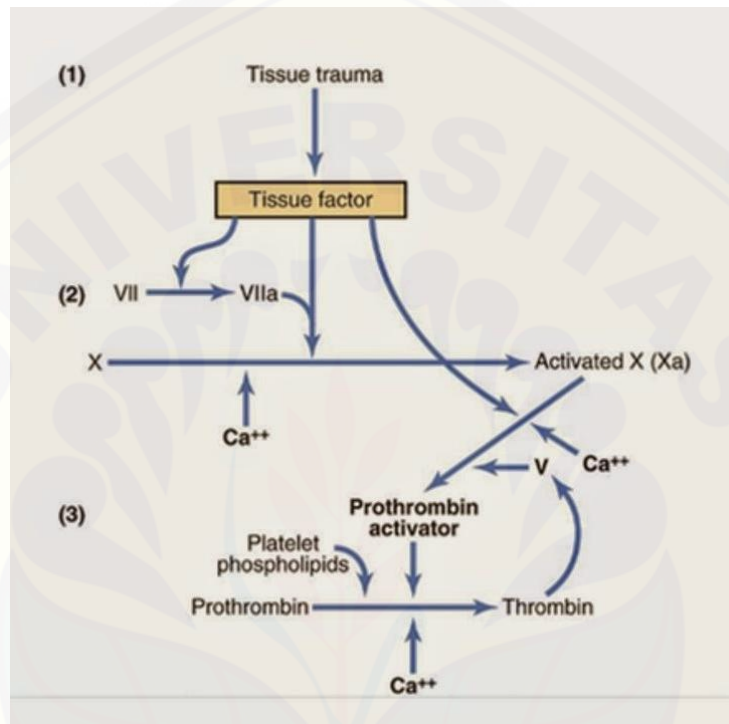 (1)
Tissue trauma
Tissue factor
(2)
VII
VIIa
X
Activated X (Xa)
Ca++
V
Ca++
(3)
Prothrombin
activator
Platelet
phospholipids
Prothrombin
Thrombin
Ca++
UNIVERSITAS